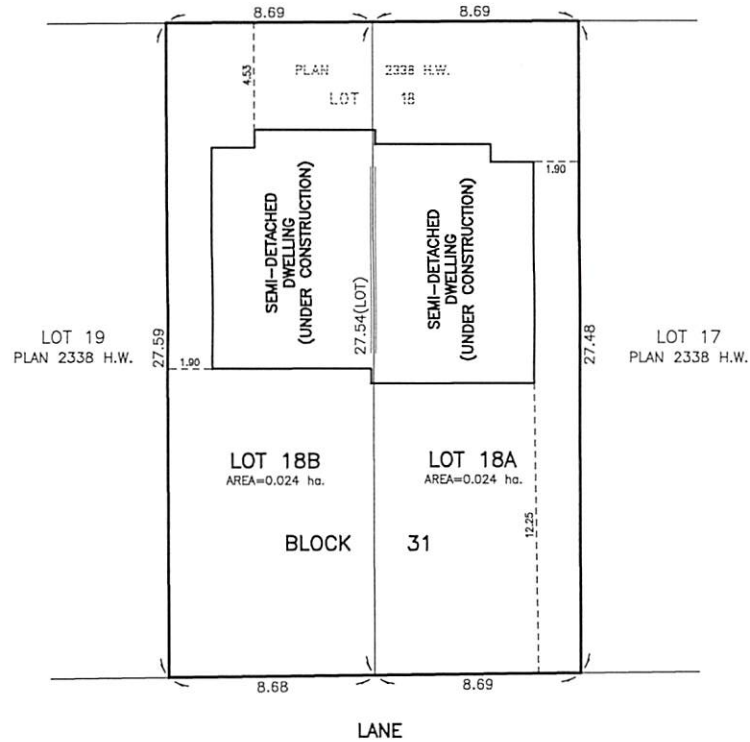 8.69 8.69
PLAN 2338 H.W.
LOT 18
4.53
1.90
SEMI-DETACHED
DWELLING
(UNDER CONSTRUCTION)
27.54(LOT)
SEMI-DETACHED
DWELLING
(UNDER CONSTRUCTION)
LOT 19
PLAN 2338 H.W.
27.59
27.48
LOT 17
PLAN 2338 H.W.
1.90
LOT 18B
AREA=0.024 ha.
LOT 18A
AREA=0.024 ha.
12.25
BLOCK 31
8.68 8.69
LANE